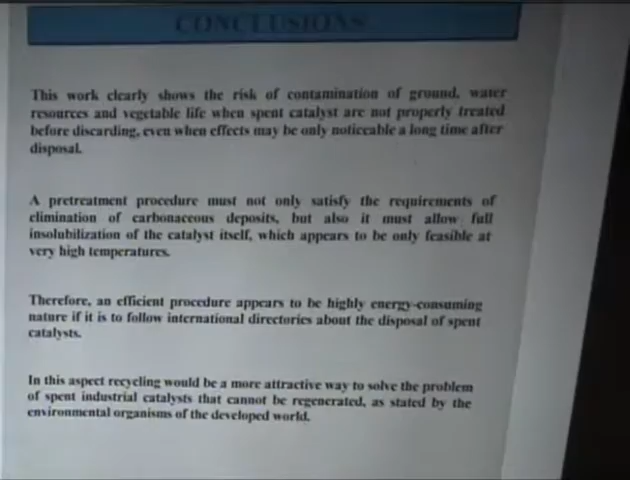 CONCLUSIONS
This work clearly shows the risk of contamination of ground, water
resources and vegetable life when spent catalyst are not properly treated
before discarding, even when effects may be only noticeable a long time after
disposal.
A pretreatment procedure must not only satisfy the requirements of
elimination of carbonaceous deposits, but also it must allow full
insolubilization of the catalyst itself, which appears to be only feasible at
very high temperatures.
Therefore, an efficient procedure appears to be highly energy-consuming
nature if it is to follow international directories about the disposal of spent
catalysts.
In this aspect recycling would be a more attractive way to solve the problem
of spent industrial catalysts that cannot be regenerated, as stated by the
environmental organisms of the developed world.